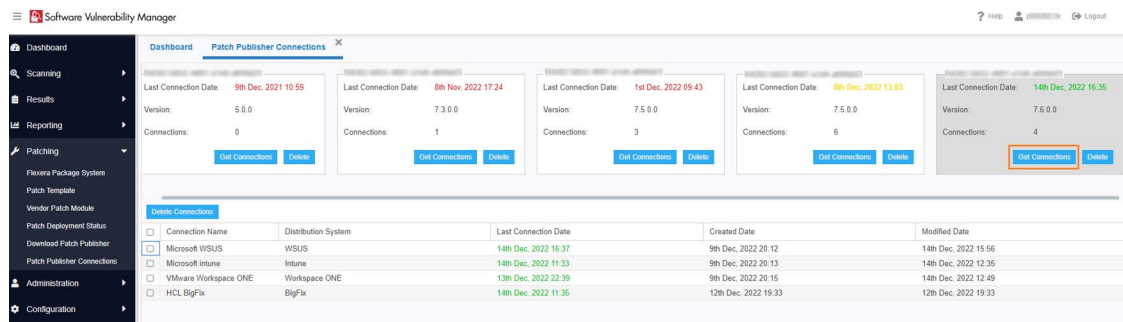 Software Vulnerability Manager
Help
Logout
Dashboard
Scanning
Results
Reporting
Patching
Flexera Package System
Patch Template
Vendor Patch Module
Patch Deployment Status
Download Patch Publisher
Patch Publisher Connections
Administration
Configuration
Dashboard Patch Publisher Connections
Last Connection Date: 9th Dec, 2021 10:59
Version: 5.0.0
Connections: 0
Get Connections Delete
Last Connection Date: 8th Nov, 2022 17:24
Version: 7.3.0.0
Connections: 1
Get Connections Delete
Last Connection Date: 1st Dec, 2022 09:43
Version: 7.5.0.0
Connections: 3
Get Connections Delete
Last Connection Date: 8th Dec, 2022 13:03
Version: 7.5.0.0
Connections: 6
Get Connections Delete
Last Connection Date: 14th Dec, 2022 16:35
Version: 7.6.0.0
Connections: 4
Get Connections Delete
Delete Connections
Connection Name Distribution System Last Connection Date Created Date Modified Date
Microsoft WSUS WSUS 14th Dec, 2022 16:37 9th Dec, 2022 20:12 14th Dec, 2022 15:56
Microsoft intune Intune 14th Dec, 2022 11:33 9th Dec, 2022 20:13 14th Dec, 2022 12:35
VMware Workspace ONE Workspace ONE 13th Dec, 2022 22:39 9th Dec, 2022 20:15 14th Dec, 2022 12:49
HCL BigFix BigFix 14th Dec, 2022 11:35 12th Dec, 2022 19:33 12th Dec, 2022 19:33